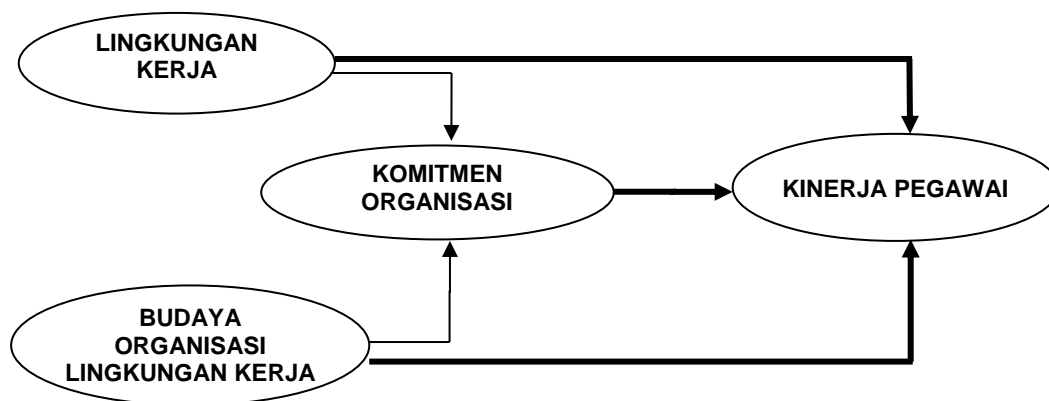 LINGKUNGAN
KERJA
KOMITMEN
ORGANISASI
KINERJA PEGAWAI
BUDAYA
ORGANISASI
LINGKUNGAN KERJA